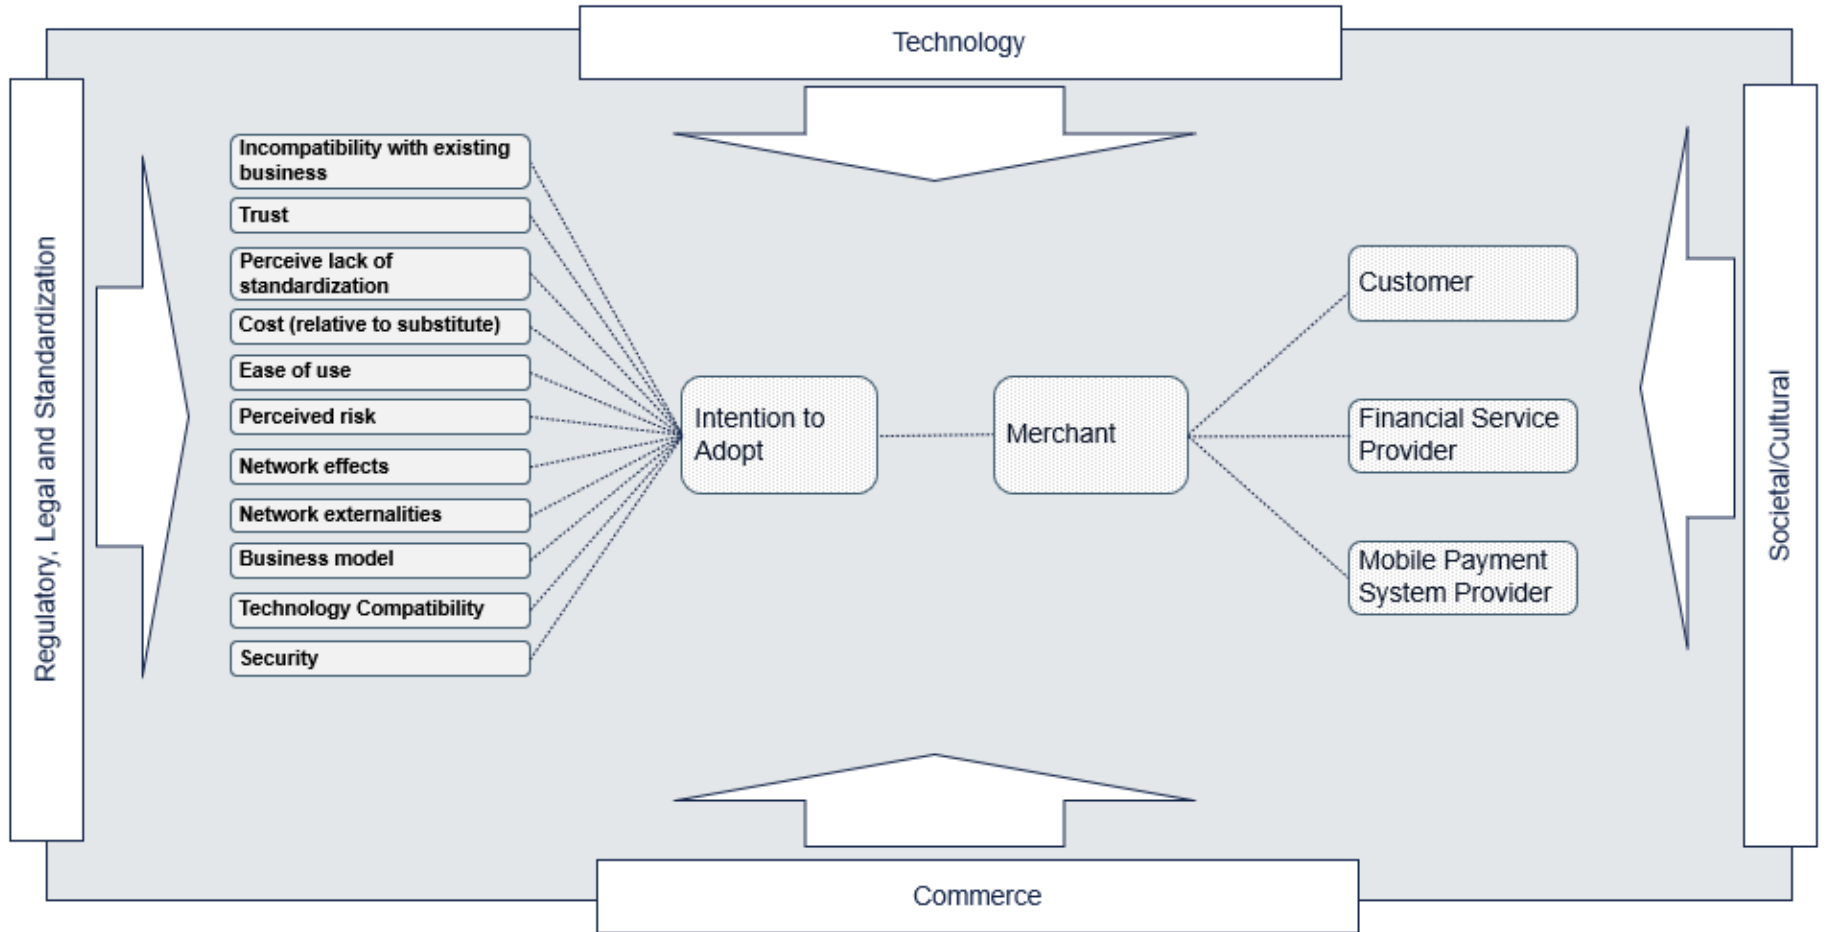 Technology
Regulatory, Legal and Standardization
Incompatibility with existing
business
Trust
Perceive lack of
standardization
Cost (relative to substitute)
Ease of use
Perceived risk
Network effects
Network externalities
Business model
Technology Compatibility
Security
Intention to
Adopt
Merchant
Customer
Financial Service
Provider
Mobile Payment
System Provider
Societal/Cultural
Commerce